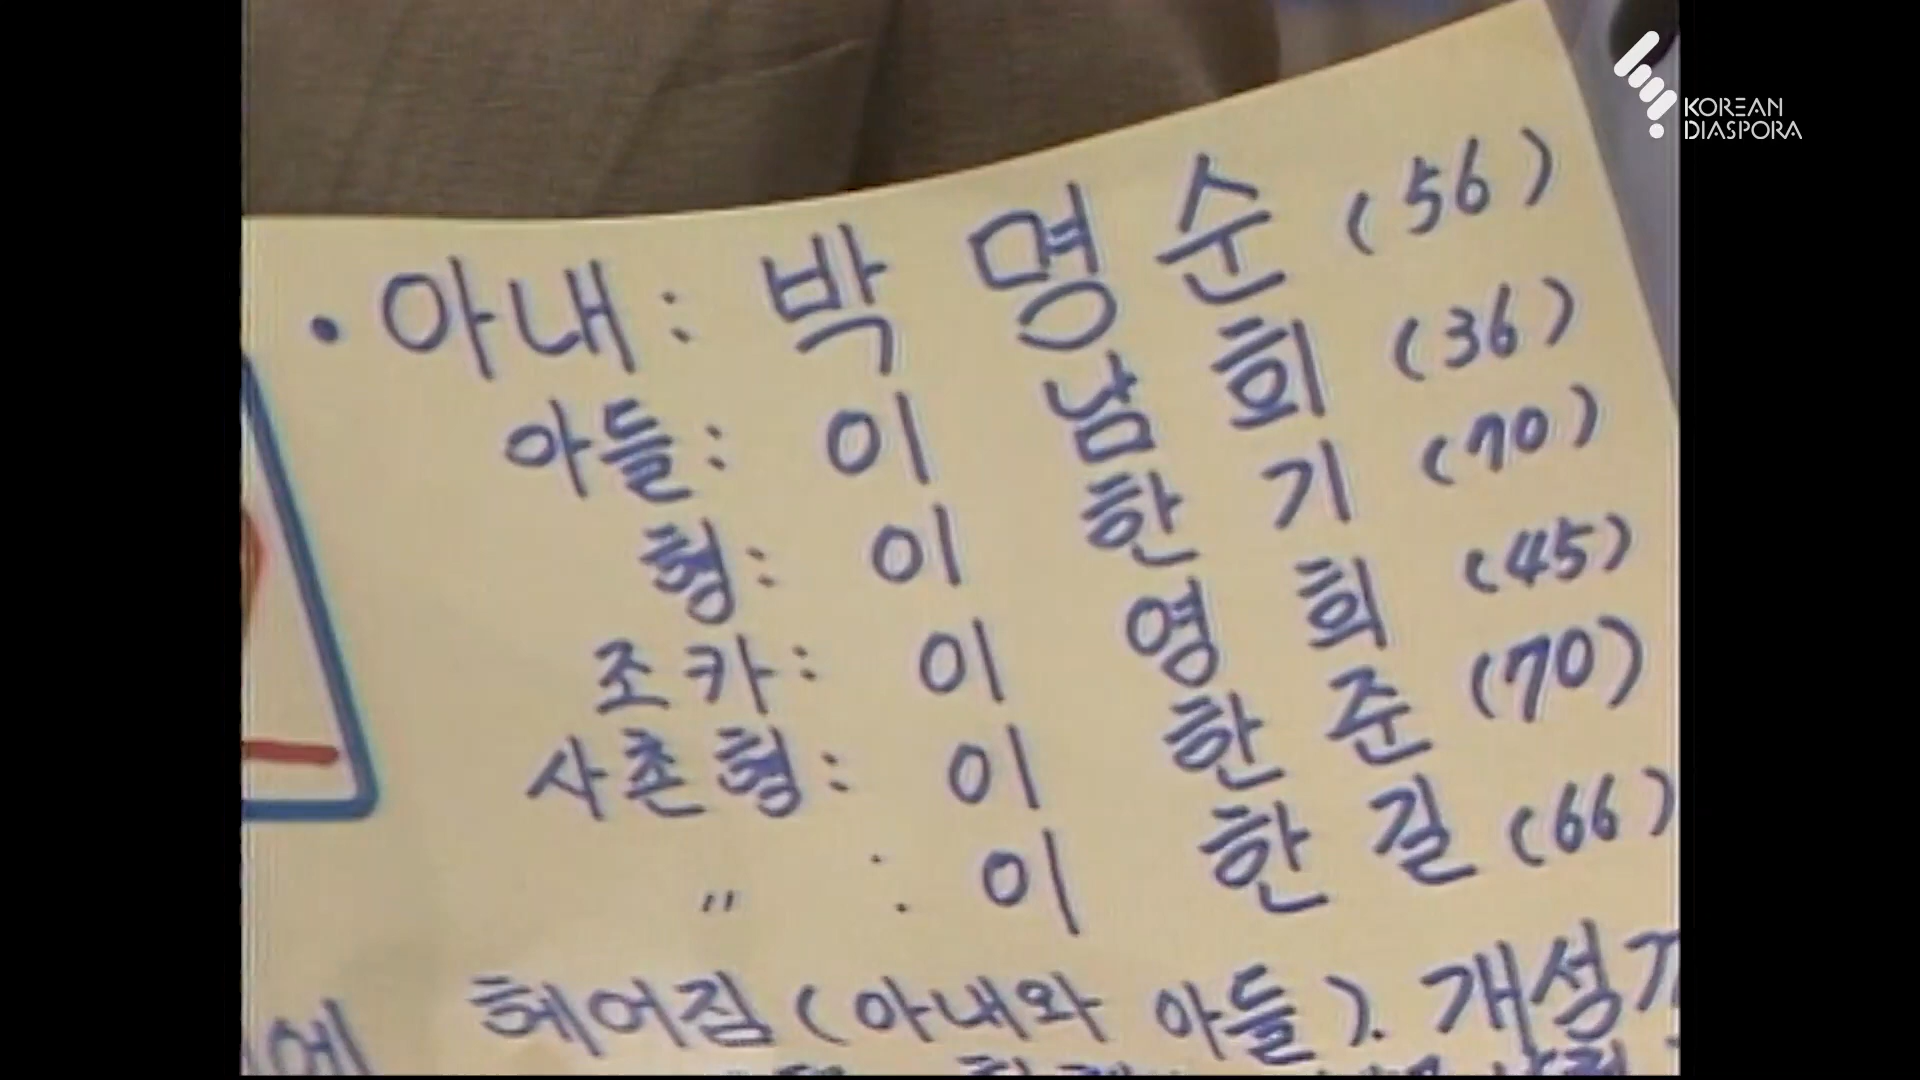 KOREAN
DIASPORA
• 아내: 박 명 순 (56)
아들: 이 남 희 (36)
형: 이 한 기 (70)
조카: 이 영 희 (45)
사촌형: 이 한 준 (70)
〃 : 이 한 길 (66)
에 헤어짐 (아내와 아들). 개성